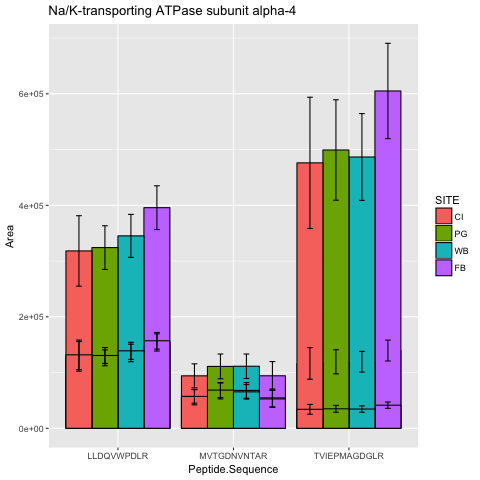 Na/K-transporting ATPase subunit alpha-4
6e+05
4e+05
2e+05
0e+00
Area
LLDQVWPDLR
MVTGDNVNTAR
TVIEPMAGDGLR
Peptide.Sequence
SITE
CI
PG
WB
FB